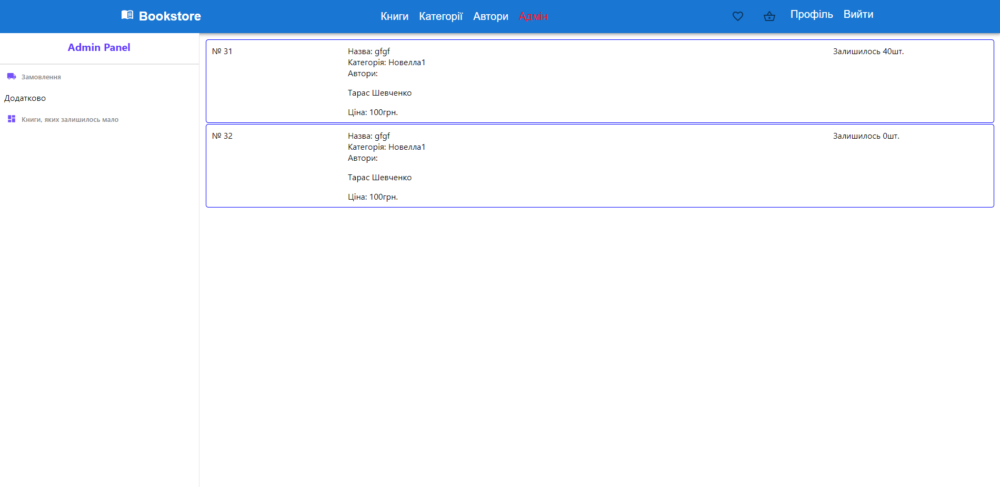 Bookstore
Книги Категорії Автори Адмін
Профіль Вийти
Admin Panel
Замовлення
Додатково
Книги, яких залишилось мало
№ 31
Назва: gfgf
Категорія: Новелла1
Автори:
Тарас Шевченко
Ціна: 100грн.
Залишилось 40шт.
№ 32
Назва: gfgf
Категорія: Новелла1
Автори:
Тарас Шевченко
Ціна: 100грн.
Залишилось 0шт.